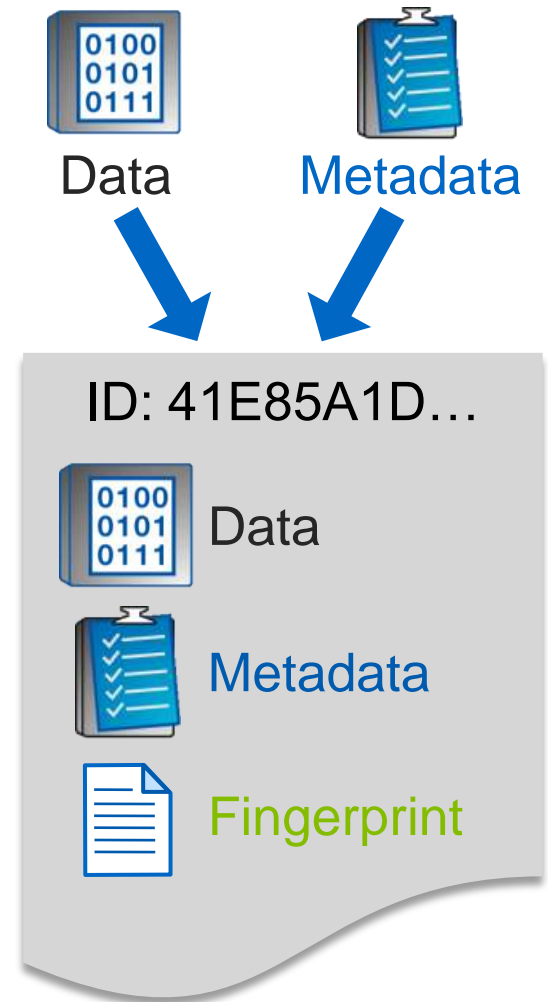 0100
0101
0111
Data
Metadata
ID: 41E85A1D…
0100
0101
0111
Data
Metadata
Fingerprint